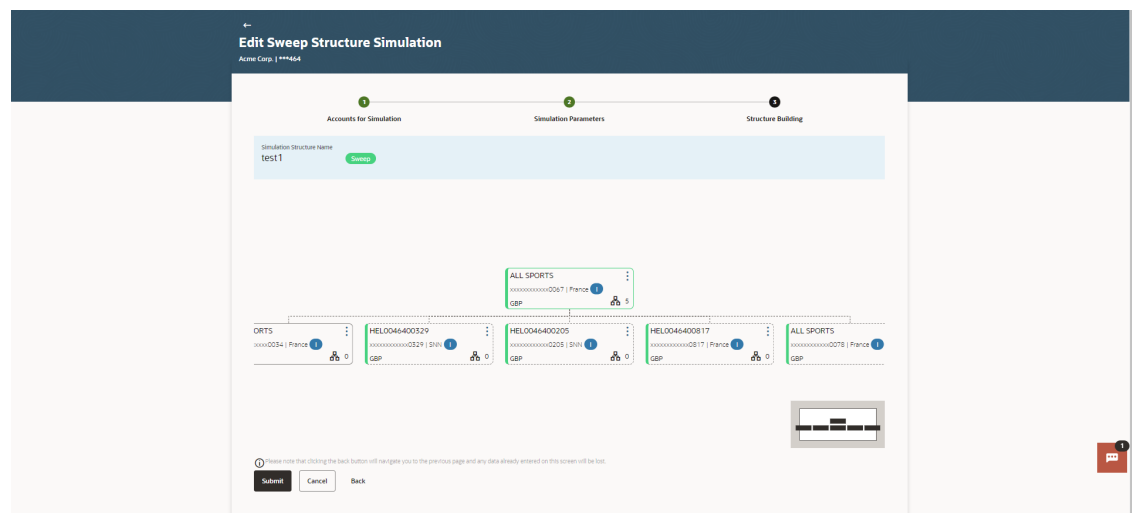 ←
Edit Sweep Structure Simulation
Acme Corp. | ***464
1
2
3
Accounts for Simulation
Simulation Parameters
Structure Building
Simulation Structure Name
test1
Sweep
ALL SPORTS
xxxxxxxxxxxx0067 | France I
GBP
5
ORTS
xxxx0034 | France I
0
HEL0046400329
xxxxxxxxxxxx0329 | SNN I
GBP
0
HEL0046400205
xxxxxxxxxxxx0205 | SNN I
GBP
0
HEL0046400817
xxxxxxxxxxxx0817 | France I
GBP
0
ALL SPORTS
xxxxxxxxxxxx0078 | France I
GBP
Please note that clicking the back button will navigate you to the previous page and any data already entered on this screen will be lost.
Submit
Cancel
Back
1